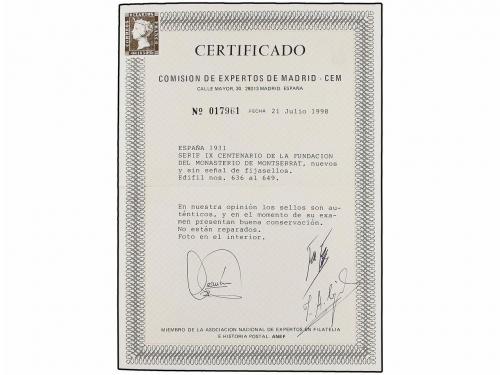 CERTIFICADO
COMISION DE EXPERTOS DE MADRID - CEM
CALLE MAYOR, 30. 28013 MADRID. ESPAÑA
Nº 017961 FECHA 21 Julio 1998
ESPAÑA 1931
SERIE IX CENTENARIO DE LA FUNDACION
DEL MONASTERIO DE MONTSERRAT, nuevos
y sin señal de fijasellos.
Edifil nos. 636 al 649.
En nuestra opinión los sellos son au-
ténticos, y en el momento de su exa-
men presentan buena conservación.
No están reparados.
Foto en el interior.
MIEMBRO DE LA ASOCIACION NACIONAL DE EXPERTOS EN FILATELIA
E HISTORIA POSTAL. ANEF